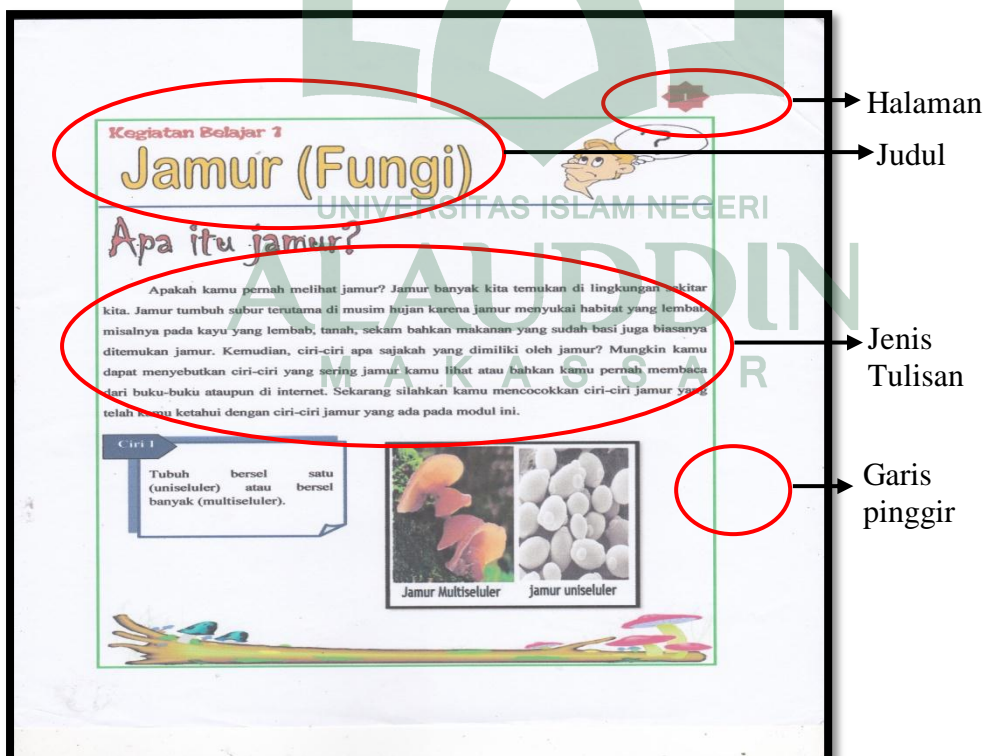 1
Halaman
Kegiatan Belajar 1
Jamur (Fungi)
?
Judul
UNIVERSITAS ISLAM NEGERI
Apa itu jamur?
ALAUDDIN
Apakah kamu pernah melihat jamur? Jamur banyak kita temukan di lingkungan sekitar
kita. Jamur tumbuh subur terutama di musim hujan karena jamur menyukai habitat yang lembab
misalnya pada kayu yang lembab, tanah, sekam bahkan makanan yang sudah basi juga biasanya
ditemukan jamur. Kemudian, ciri-ciri apa sajakah yang dimiliki oleh jamur? Mungkin kamu
dapat menyebutkan ciri-ciri yang sering jamur kamu lihat atau bahkan kamu pernah membaca
dari buku-buku ataupun di internet. Sekarang silahkan kamu mencocokkan ciri-ciri jamur yang
telah kamu ketahui dengan ciri-ciri jamur yang ada pada modul ini.
Jenis
Tulisan
MAKASSAR
Ciri 1
Tubuh bersel satu
(uniseluler) atau bersel
banyak (multiseluler).
Garis
pinggir
Jamur Multiseluler
jamur uniseluler